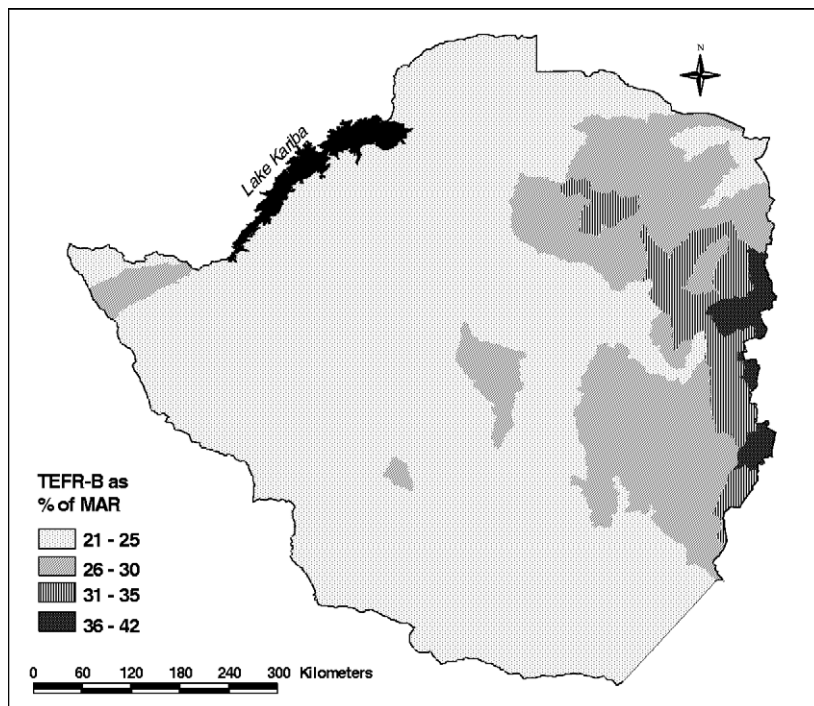 N
Lake Kariba
TEFR-B as
% of MAR
21 - 25
26 - 30
31 - 35
36 - 42
0 60 120 180 240 300 Kilometers